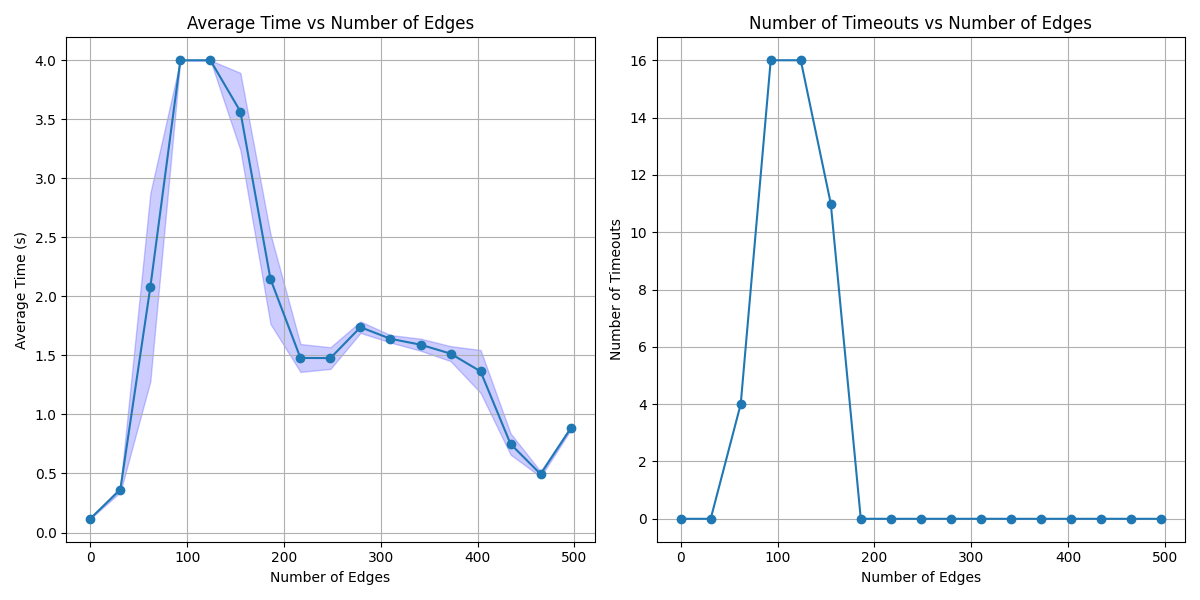 Average Time vs Number of Edges
4.0
3.5
3.0
2.5
2.0
1.5
1.0
0.5
0.0
Average Time (s)
0 100 200 300 400 500
Number of Edges
Number of Timeouts vs Number of Edges
16
14
12
10
8
6
4
2
0
Number of Timeouts
0 100 200 300 400 500
Number of Edges